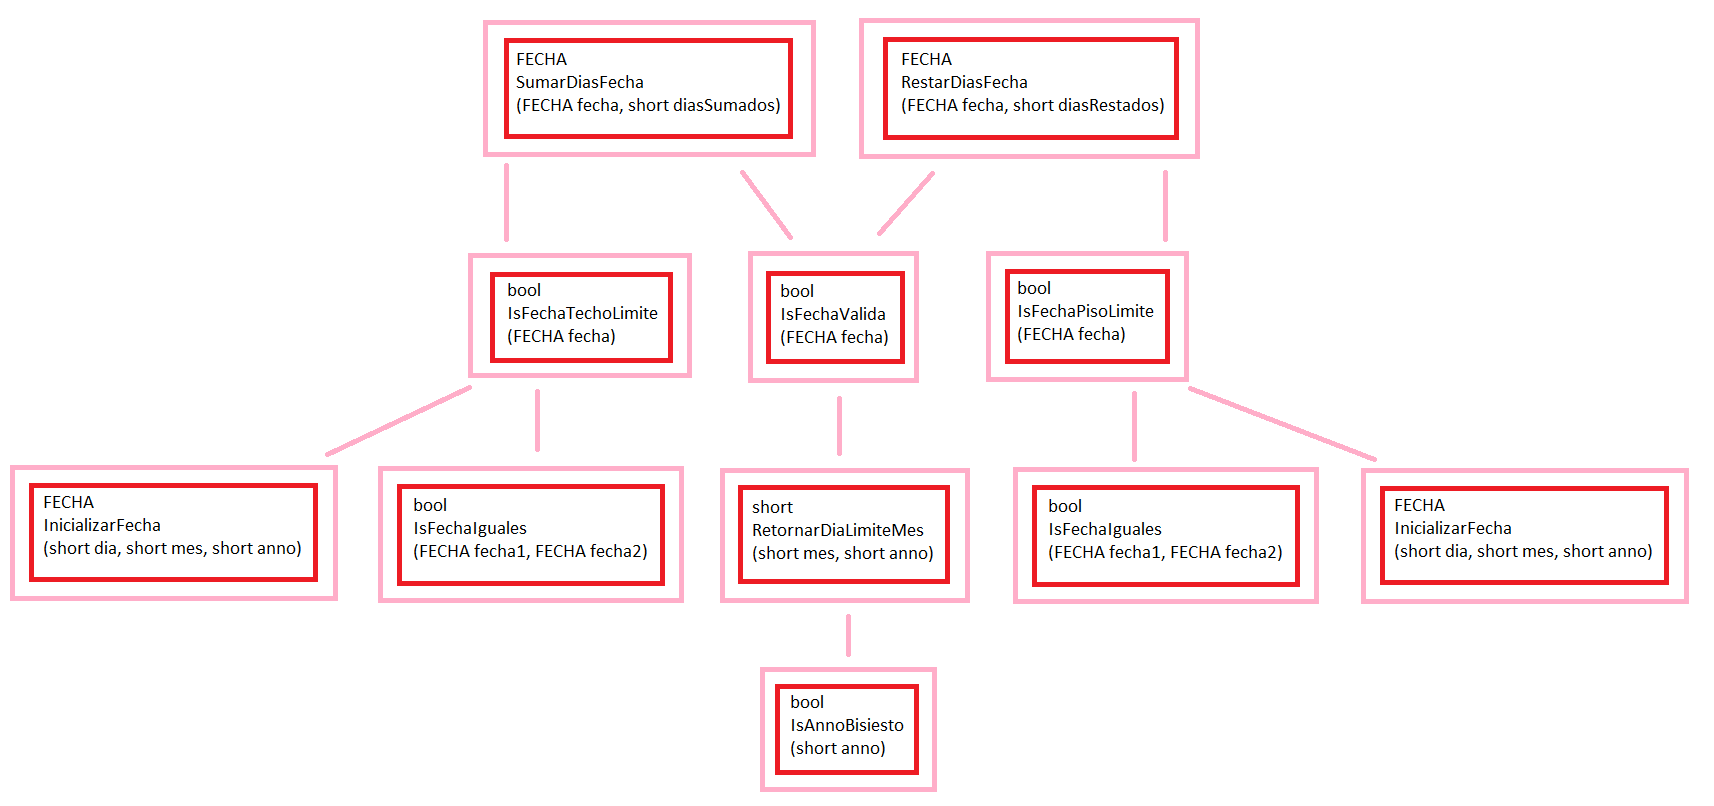 FECHA
SumarDiasFecha
(FECHA fecha, short diasSumados)
FECHA
RestarDiasFecha
(FECHA fecha, short diasRestados)
bool
IsFechaTechoLimite
(FECHA fecha)
bool
IsFechaValida
(FECHA fecha)
bool
IsFechaPisoLimite
(FECHA fecha)
FECHA
InicializarFecha
(short dia, short mes, short anno)
bool
IsFechaIguales
(FECHA fecha1, FECHA fecha2)
short
RetornarDiaLimiteMes
(short mes, short anno)
bool
IsFechaIguales
(FECHA fecha1, FECHA fecha2)
FECHA
InicializarFecha
(short dia, short mes, short anno)
bool
IsAnnoBisiesto
(short anno)